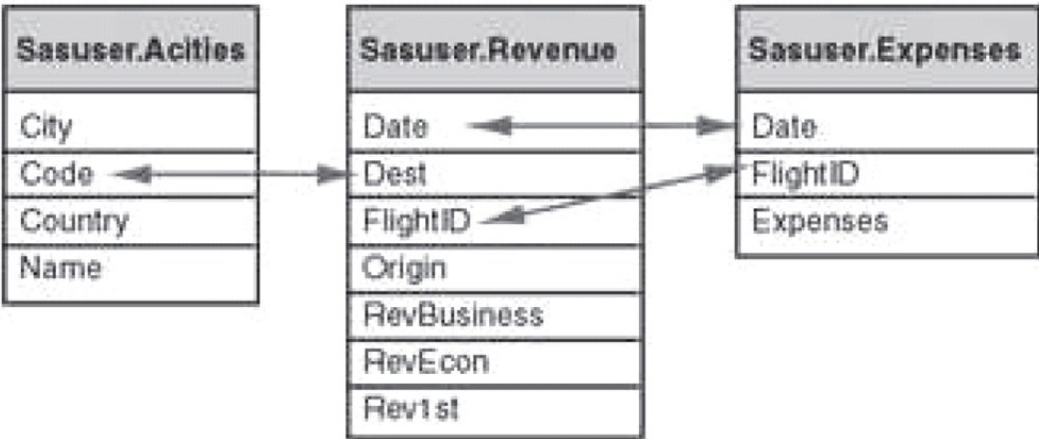 Sasuser.Acities
City
Code
Country
Name
Sasuser.Revenue
Date
Dest
FlightID
Origin
RevBusiness
RevEcon
Rev1st
Sasuser.Expenses
Date
FlightID
Expenses